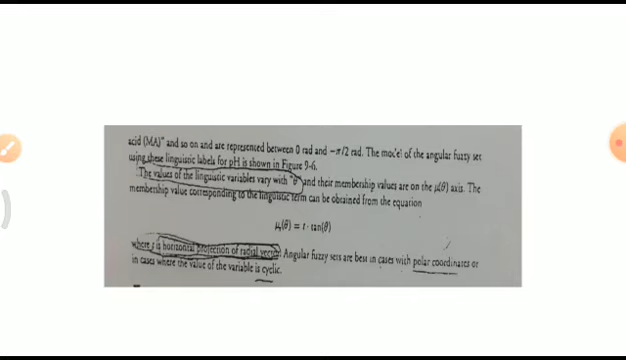 acid (MA)" and so on and are represented between 0 rad and −π/2 rad. The model of the angular fuzzy set
using these linguistic labels for pH is shown in Figure 9-6.
The values of the linguistic variables vary with "θ" and their membership values are on the μ(θ) axis. The
membership value corresponding to the linguistic term can be obtained from the equation
μₜ(θ) = t · tan(θ)
where t is horizontal projection of radial vector. Angular fuzzy sets are best in cases with polar coordinates or
in cases where the value of the variable is cyclic.